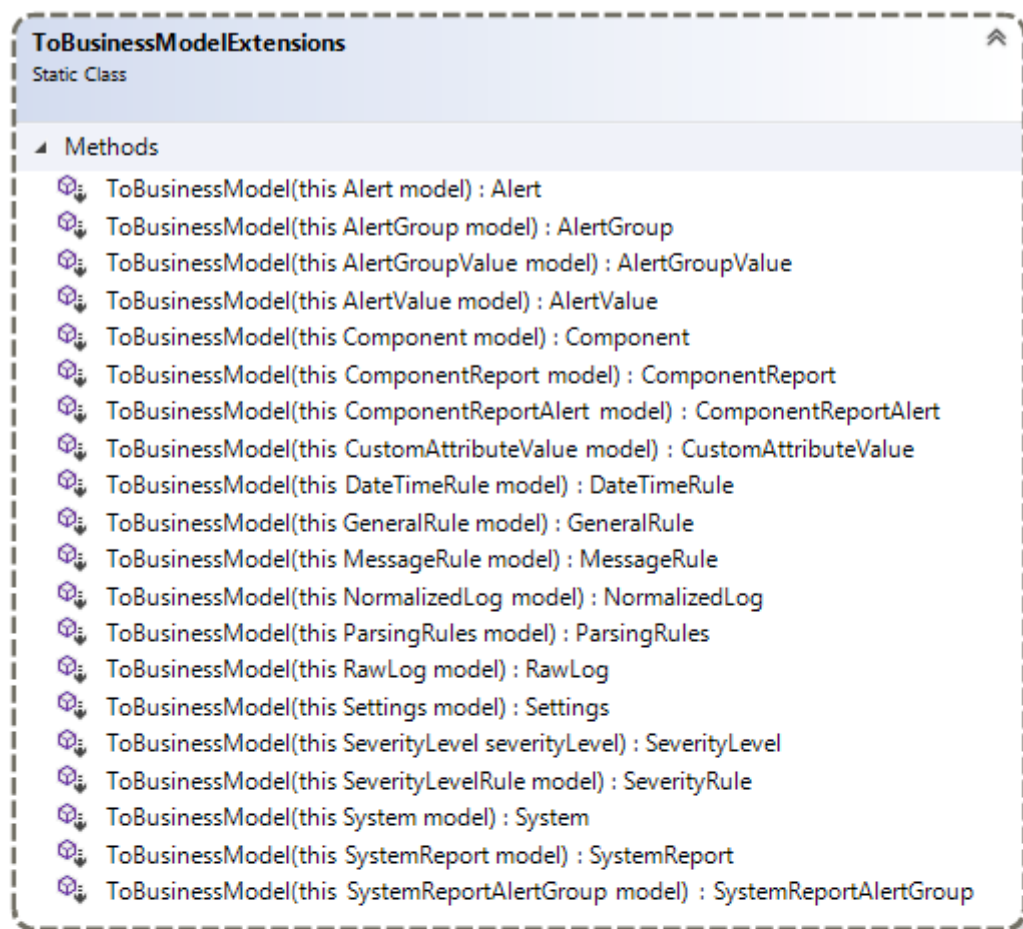 ToBusinessModelExtensions
Static Class
Methods
ToBusinessModel(this Alert model) : Alert
ToBusinessModel(this AlertGroup model) : AlertGroup
ToBusinessModel(this AlertGroupValue model) : AlertGroupValue
ToBusinessModel(this AlertValue model) : AlertValue
ToBusinessModel(this Component model) : Component
ToBusinessModel(this ComponentReport model) : ComponentReport
ToBusinessModel(this ComponentReportAlert model) : ComponentReportAlert
ToBusinessModel(this CustomAttributeValue model) : CustomAttributeValue
ToBusinessModel(this DateTimeRule model) : DateTimeRule
ToBusinessModel(this GeneralRule model) : GeneralRule
ToBusinessModel(this MessageRule model) : MessageRule
ToBusinessModel(this NormalizedLog model) : NormalizedLog
ToBusinessModel(this ParsingRules model) : ParsingRules
ToBusinessModel(this RawLog model) : RawLog
ToBusinessModel(this Settings model) : Settings
ToBusinessModel(this SeverityLevel severityLevel) : SeverityLevel
ToBusinessModel(this SeverityLevelRule model) : SeverityRule
ToBusinessModel(this System model) : System
ToBusinessModel(this SystemReport model) : SystemReport
ToBusinessModel(this SystemReportAlertGroup model) : SystemReportAlertGroup